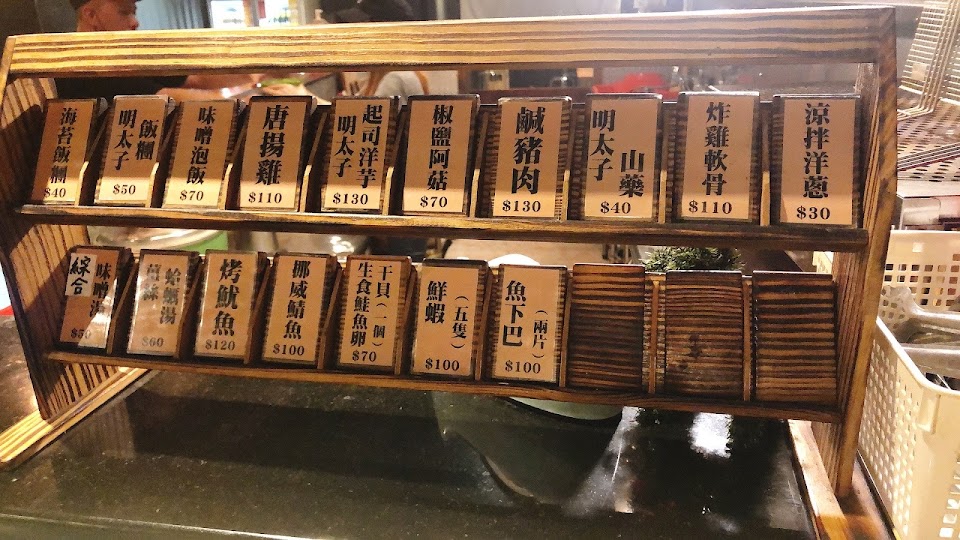 海苔飯糰
$40
明太子
飯糰
$50
味噌泡飯
$70
唐揚雞
$110
明太子
起司洋芋
$130
椒鹽阿菇
$70
鹹豬肉
$130
明太子
山藥
$40
炸雞軟骨
$110
涼拌洋蔥
$30
綜合
味噌湯
$50
蛤蜊湯
$60
烤魷魚
$120
挪威鯖魚
$100
生食鮭魚卵
干貝(一個)
$70
鮮蝦
(五隻)
$100
魚下巴
(兩片)
$100